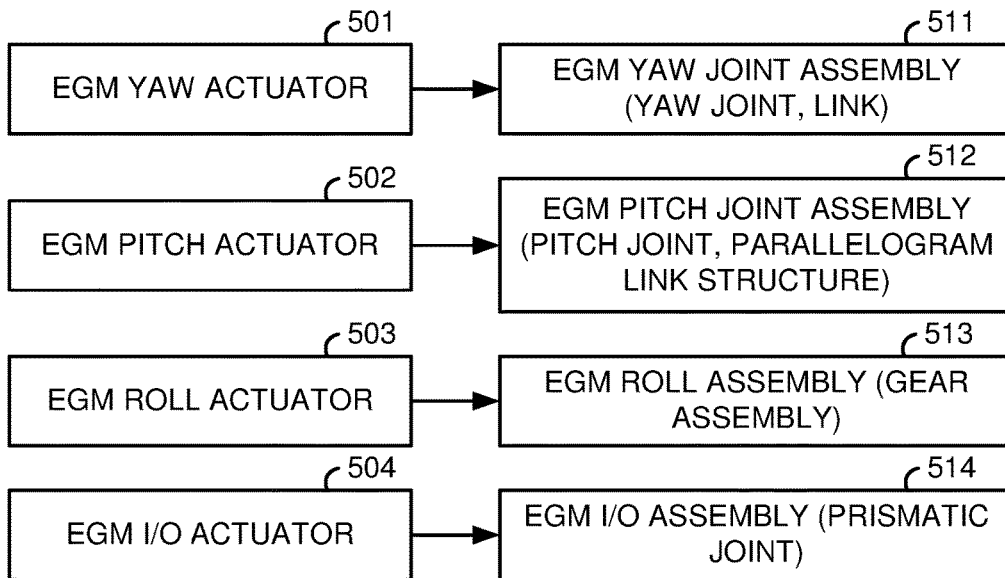 501
511
EGM YAW ACTUATOR
EGM YAW JOINT ASSEMBLY
(YAW JOINT, LINK)
502
512
EGM PITCH ACTUATOR
EGM PITCH JOINT ASSEMBLY
(PITCH JOINT, PARALLELOGRAM
LINK STRUCTURE)
503
513
EGM ROLL ACTUATOR
EGM ROLL ASSEMBLY (GEAR
ASSEMBLY)
504
514
EGM I/O ACTUATOR
EGM I/O ASSEMBLY (PRISMATIC
JOINT)